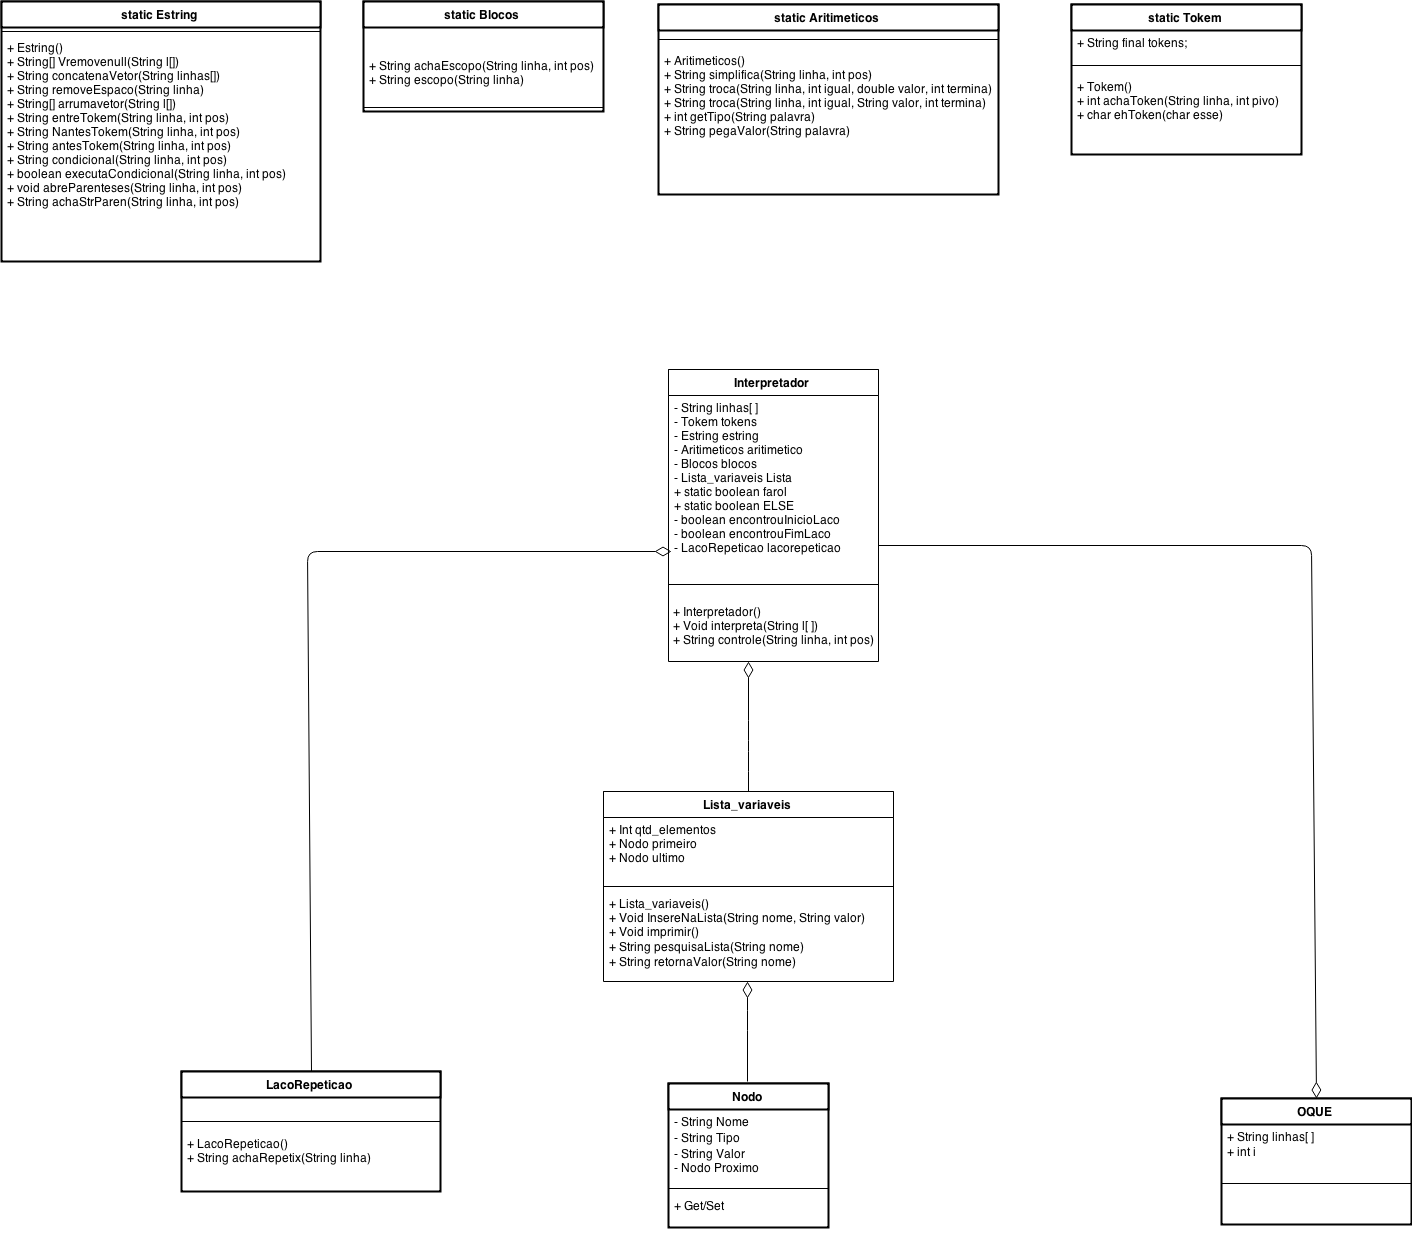 static Estring
+ Estring()
+ String[] Vremovenull(String l[])
+ String concatenaVetor(String linhas[])
+ String removeEspaco(String linha)
+ String[] arrumavetor(String l[])
+ String entreTokem(String linha, int pos)
+ String NantesTokem(String linha, int pos)
+ String antesTokem(String linha, int pos)
+ String condicional(String linha, int pos)
+ boolean executaCondicional(String linha, int pos)
+ void abreParenteses(String linha, int pos)
+ String achaStrParen(String linha, int pos)
static Blocos
+ String achaEscopo(String linha, int pos)
+ String escopo(String linha)
static Aritimeticos
+ Aritimeticos()
+ String simplifica(String linha, int pos)
+ String troca(String linha, int igual, double valor, int termina)
+ String troca(String linha, int igual, String valor, int termina)
+ int getTipo(String palavra)
+ String pegaValor(String palavra)
static Tokem
+ String final tokens;
+ Tokem()
+ int achaToken(String linha, int pivo)
+ char ehToken(char esse)
Interpretador
- String linhas[ ]
- Tokem tokens
- Estring estring
- Aritimeticos aritimetico
- Blocos blocos
- Lista_variaveis Lista
+ static boolean farol
+ static boolean ELSE
- boolean encontrouInicioLaco
- boolean encontrouFimLaco
- LacoRepeticao lacorepeticao
+ Interpretador()
+ Void interpreta(String l[ ])
+ String controle(String linha, int pos)
Lista_variaveis
+ Int qtd_elementos
+ Nodo primeiro
+ Nodo ultimo
+ Lista_variaveis()
+ Void InsereNaLista(String nome, String valor)
+ Void imprimir()
+ String pesquisaLista(String nome)
+ String retornaValor(String nome)
LacoRepeticao
+ LacoRepeticao()
+ String achaRepetix(String linha)
Nodo
- String Nome
- String Tipo
- String Valor
- Nodo Proximo
+ Get/Set
OQUE
+ String linhas[ ]
+ int i